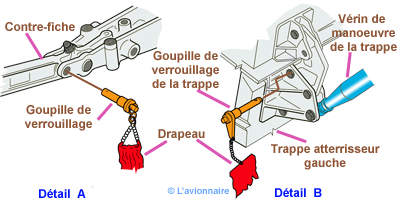 Contre-fiche
Goupille de
verrouillage
Détail A
Goupille de
verrouillage
de la trappe
Drapeau
© L'avionnaire
Vérin de
manoeuvre
de la trappe
Trappe atterrisseur
gauche
Détail B